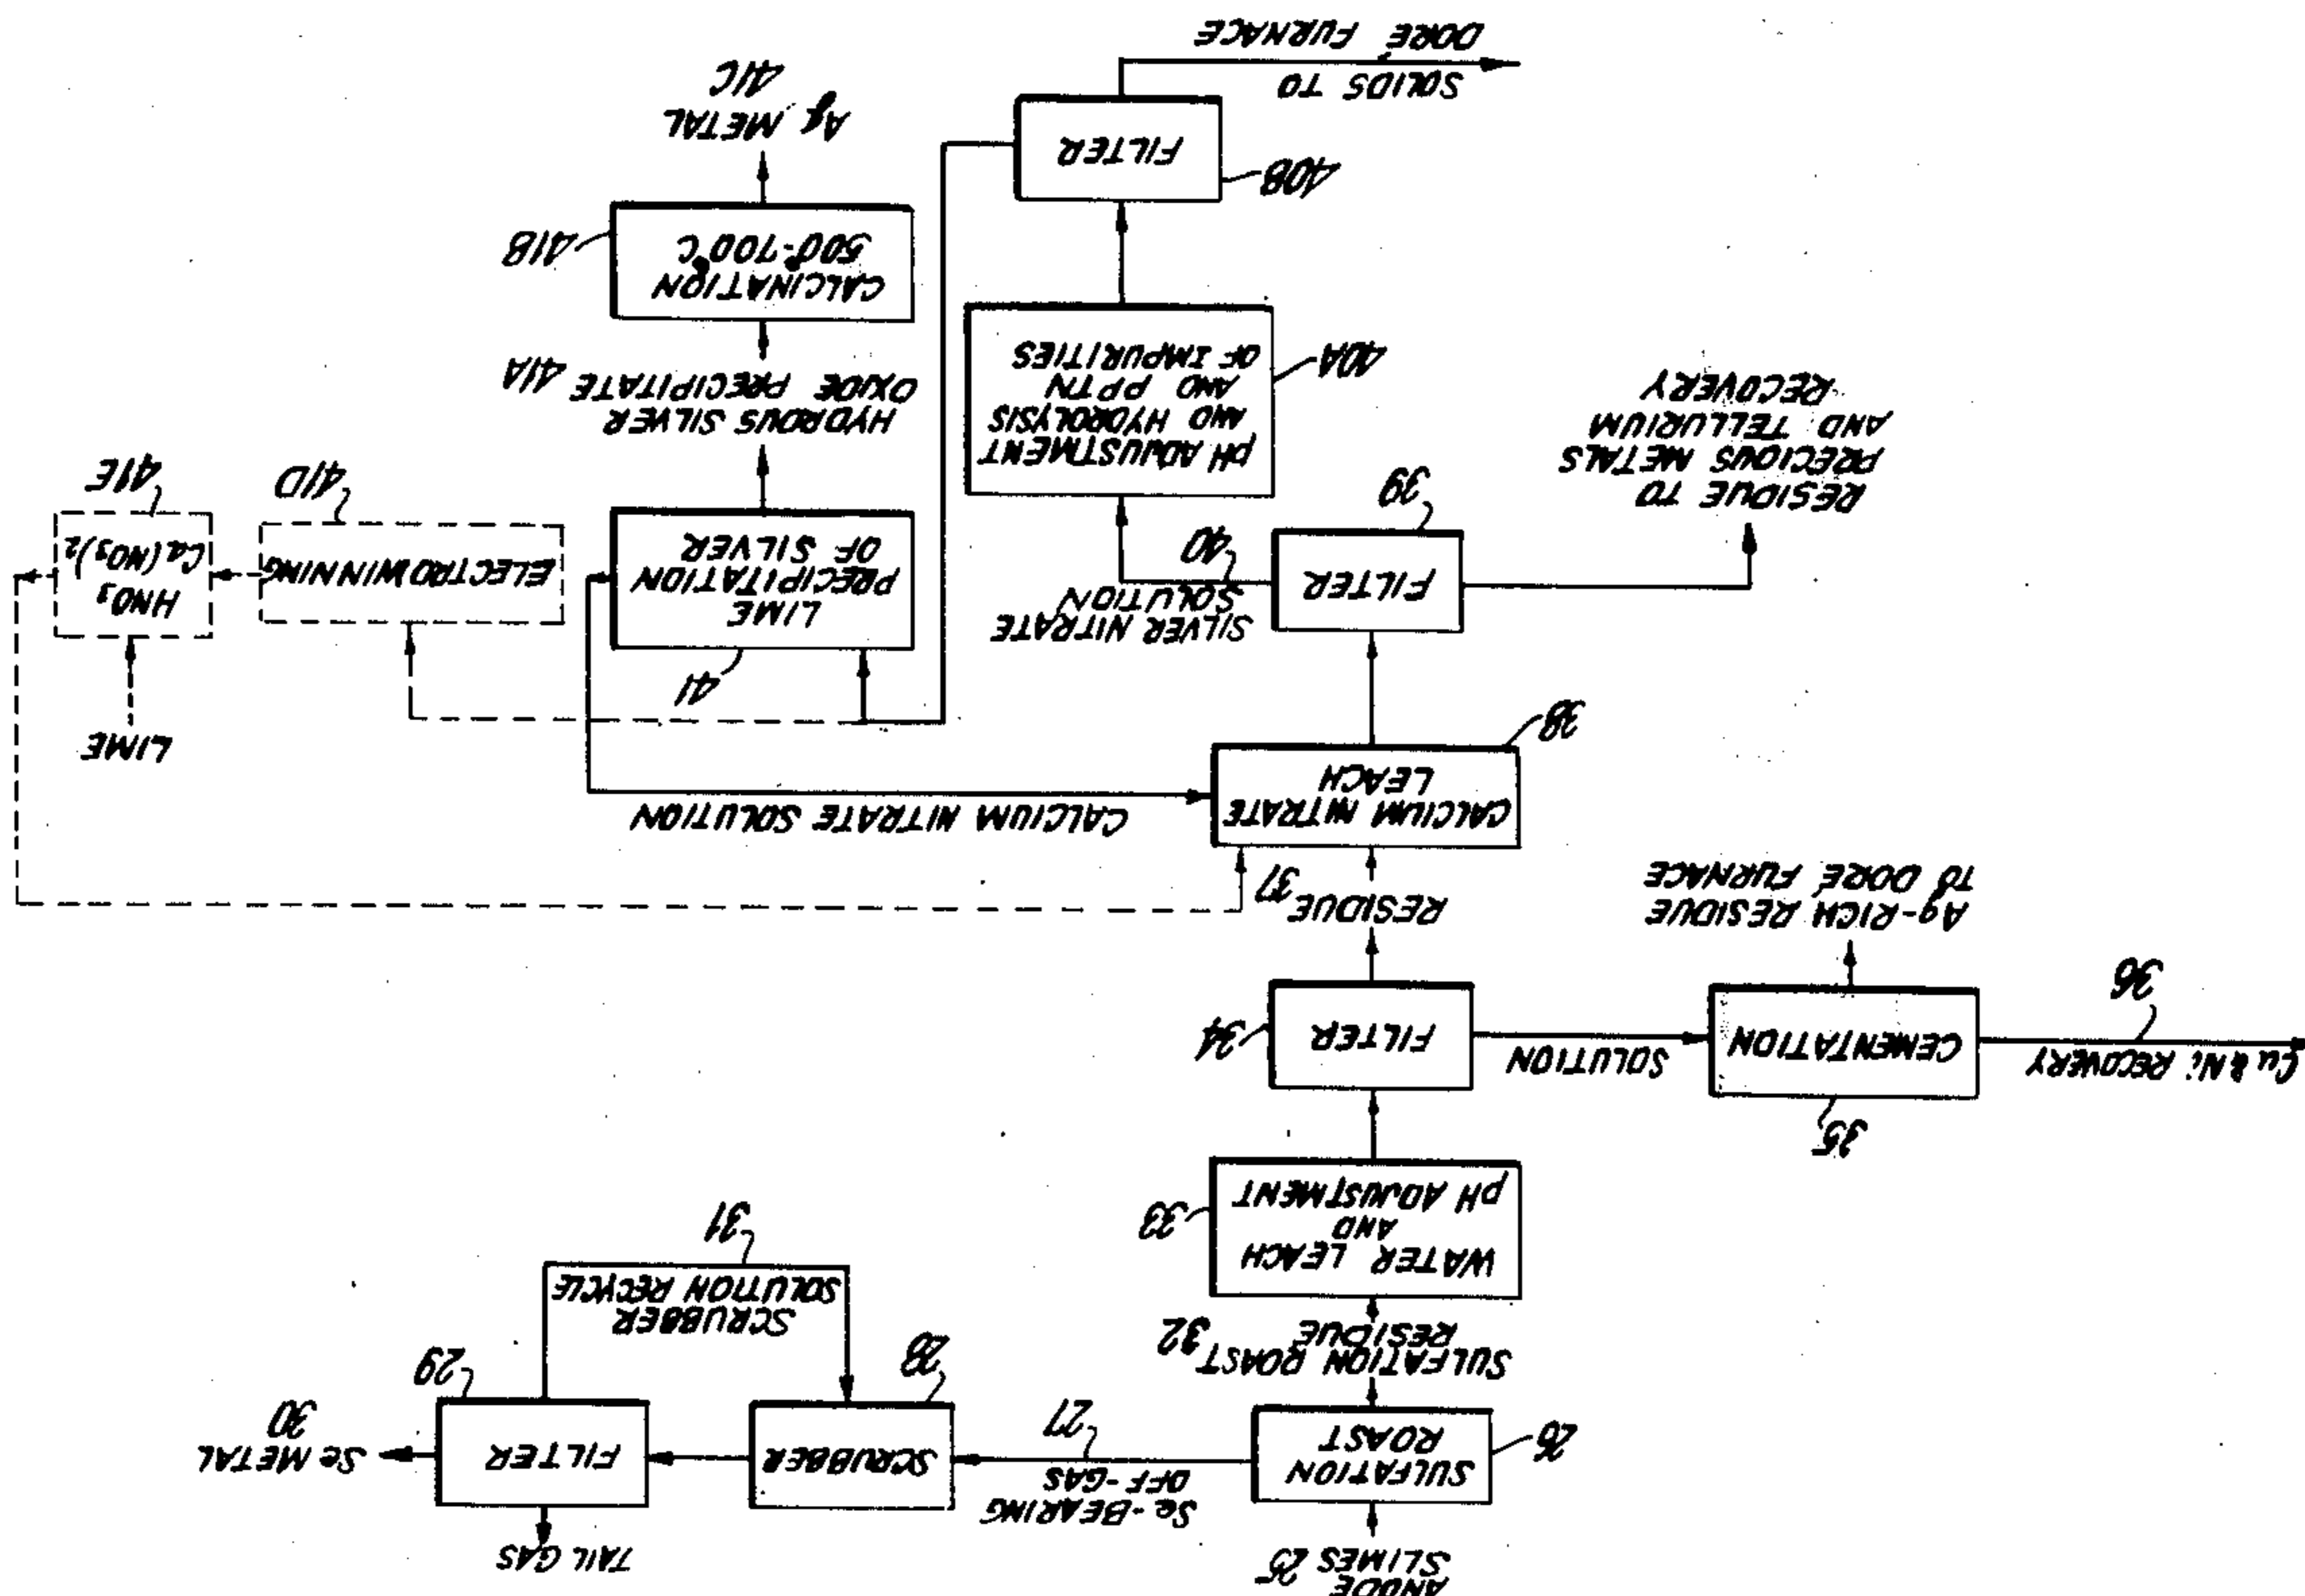 ANODE
SLIMES 25
TAIL GAS
SULFATION
ROAST
26
Se-BEARING
OFF-GAS
27
SCRUBBER
28
FILTER
29
Se METAL
30
SCRUBBER
SOLUTION RECYCLE
31
SULFATION ROAST
RESIDUE 32
WATER LEACH
AND
pH ADJUSTMENT
33
35
Cu & Ni RECOVERY
36
CEMENTATION
SOLUTION
FILTER
34
Ag-RICH RESIDUE
TO DORÉ FURNACE
RESIDUE
37
CALCIUM NITRATE
LEACH
38
CALCIUM NITRATE SOLUTION
LIME
RESIDUE TO
PRECIOUS METALS
AND TELLURIUM
RECOVERY
FILTER
39
SILVER NITRATE
SOLUTION
40
41
LIME
PRECIPITATION
OF SILVER
ELECTROWINNING
41D
HNO3
Ca(NO3)2
41E
pH ADJUSTMENT
AND HYDROLYSIS
AND PPTN
OF IMPURITIES
40A
HYDROUS SILVER
OXIDE PRECIPITATE 41A
CALCINATION
500°-700°C
41B
40B
FILTER
Ag METAL
41C
SOLIDS TO
DORÉ FURNACE